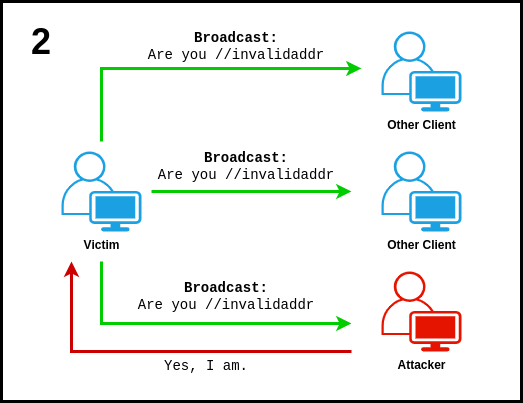 2
Broadcast:
Are you //invalidaddr
Other Client
Broadcast:
Are you //invalidaddr
Victim
Other Client
Broadcast:
Are you //invalidaddr
Yes, I am.
Attacker